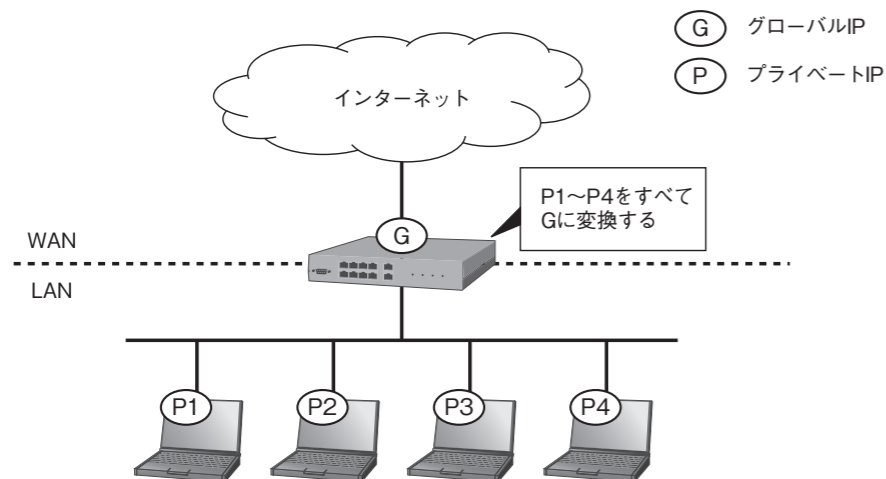 G グローバルIP
P プライベートIP
インターネット
P1〜P4をすべて
Gに変換する
G
WAN
LAN
P1 P2 P3 P4